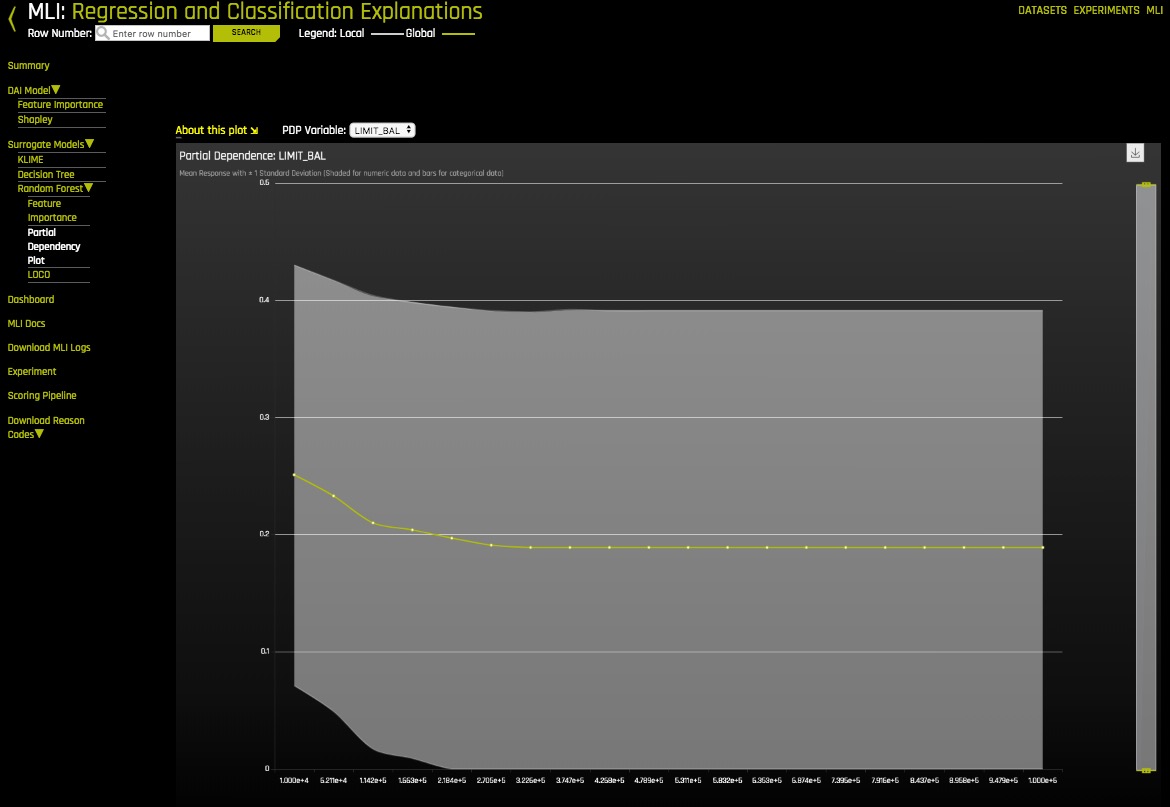 MLI: Regression and Classification Explanations
DATASETS EXPERIMENTS MLI
Row Number: Enter row number SEARCH Legend: Local Global
Summary
DAI Model▼
Feature Importance
Shapley
Surrogate Models▼
KLIME
Decision Tree
Random Forest▼
Feature
Importance
Partial
Dependency
Plot
LOCO
Dashboard
MLI Docs
Download MLI Logs
Experiment
Scoring Pipeline
Download Reason
Codes▼
About this plot PDP Variable: LIMIT_BAL
Partial Dependence: LIMIT_BAL
Mean Response with ± 1 Standard Deviation (Shaded for numeric data and bars for categorical data)
0.5
0.4
0.3
0.2
0.1
0
1.000e+4 5.211e+4 1.142e+5 1.553e+5 2.184e+5 2.705e+5 3.226e+5 3.747e+5 4.258e+5 4.789e+5 5.311e+5 5.832e+5 6.353e+5 6.874e+5 7.395e+5 7.916e+5 8.437e+5 8.958e+5 9.479e+5 1.000e+6